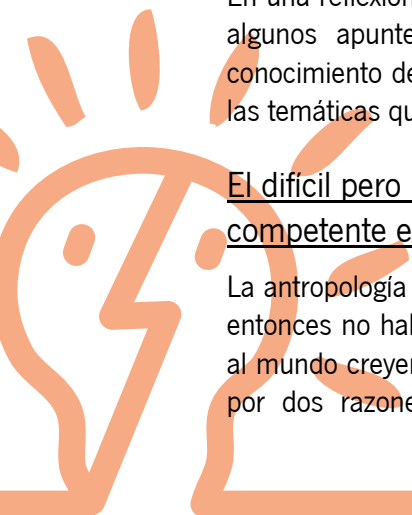 algunos apunte
conocimiento de
las temáticas qu
El difícil pero
competente e
La antropología
entonces no hal
al mundo creyer
por dos razone